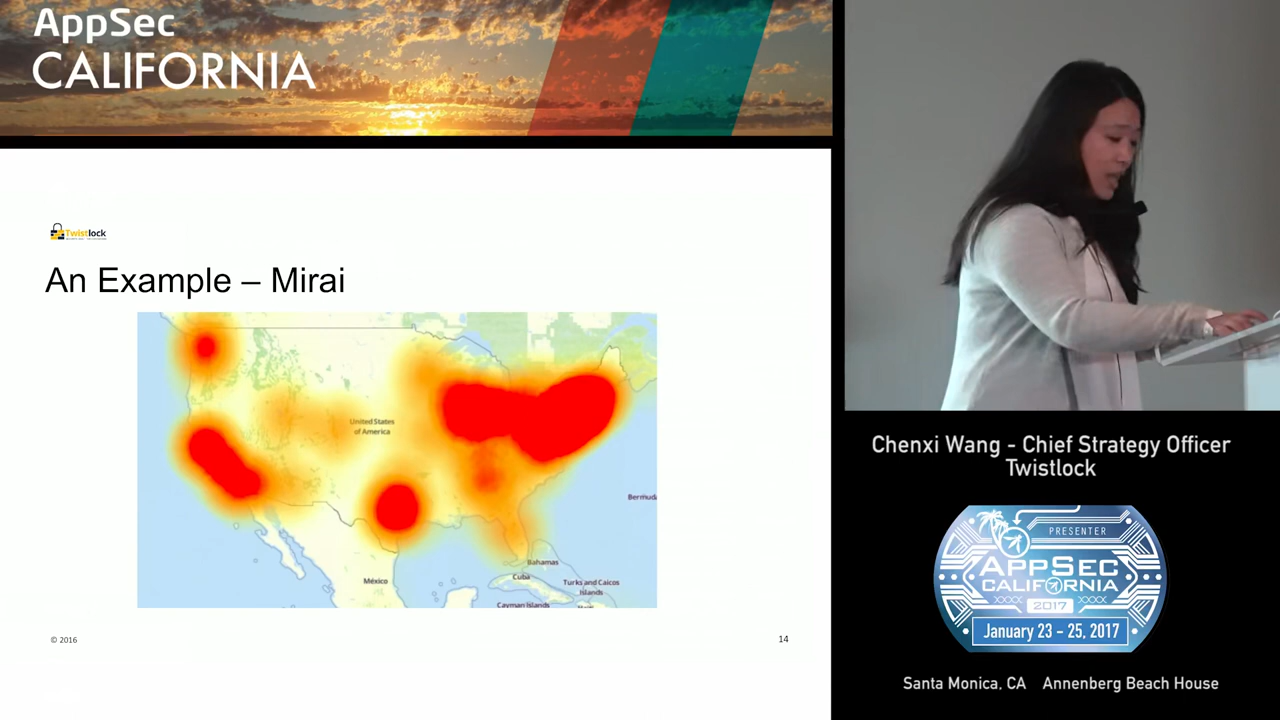 AppSec
CALIFORNIA
Twistlock
An Example – Mirai
United States
of America
Bermuda
Bahamas
México
Cuba
Turks and Caicos
Islands
Cayman Islands
© 2016
14
Chenxi Wang - Chief Strategy Officer
Twistlock
PRESENTER
APPSEC
CALIFORNIA
2017
January 23 - 25, 2017
Santa Monica, CA Annenberg Beach House